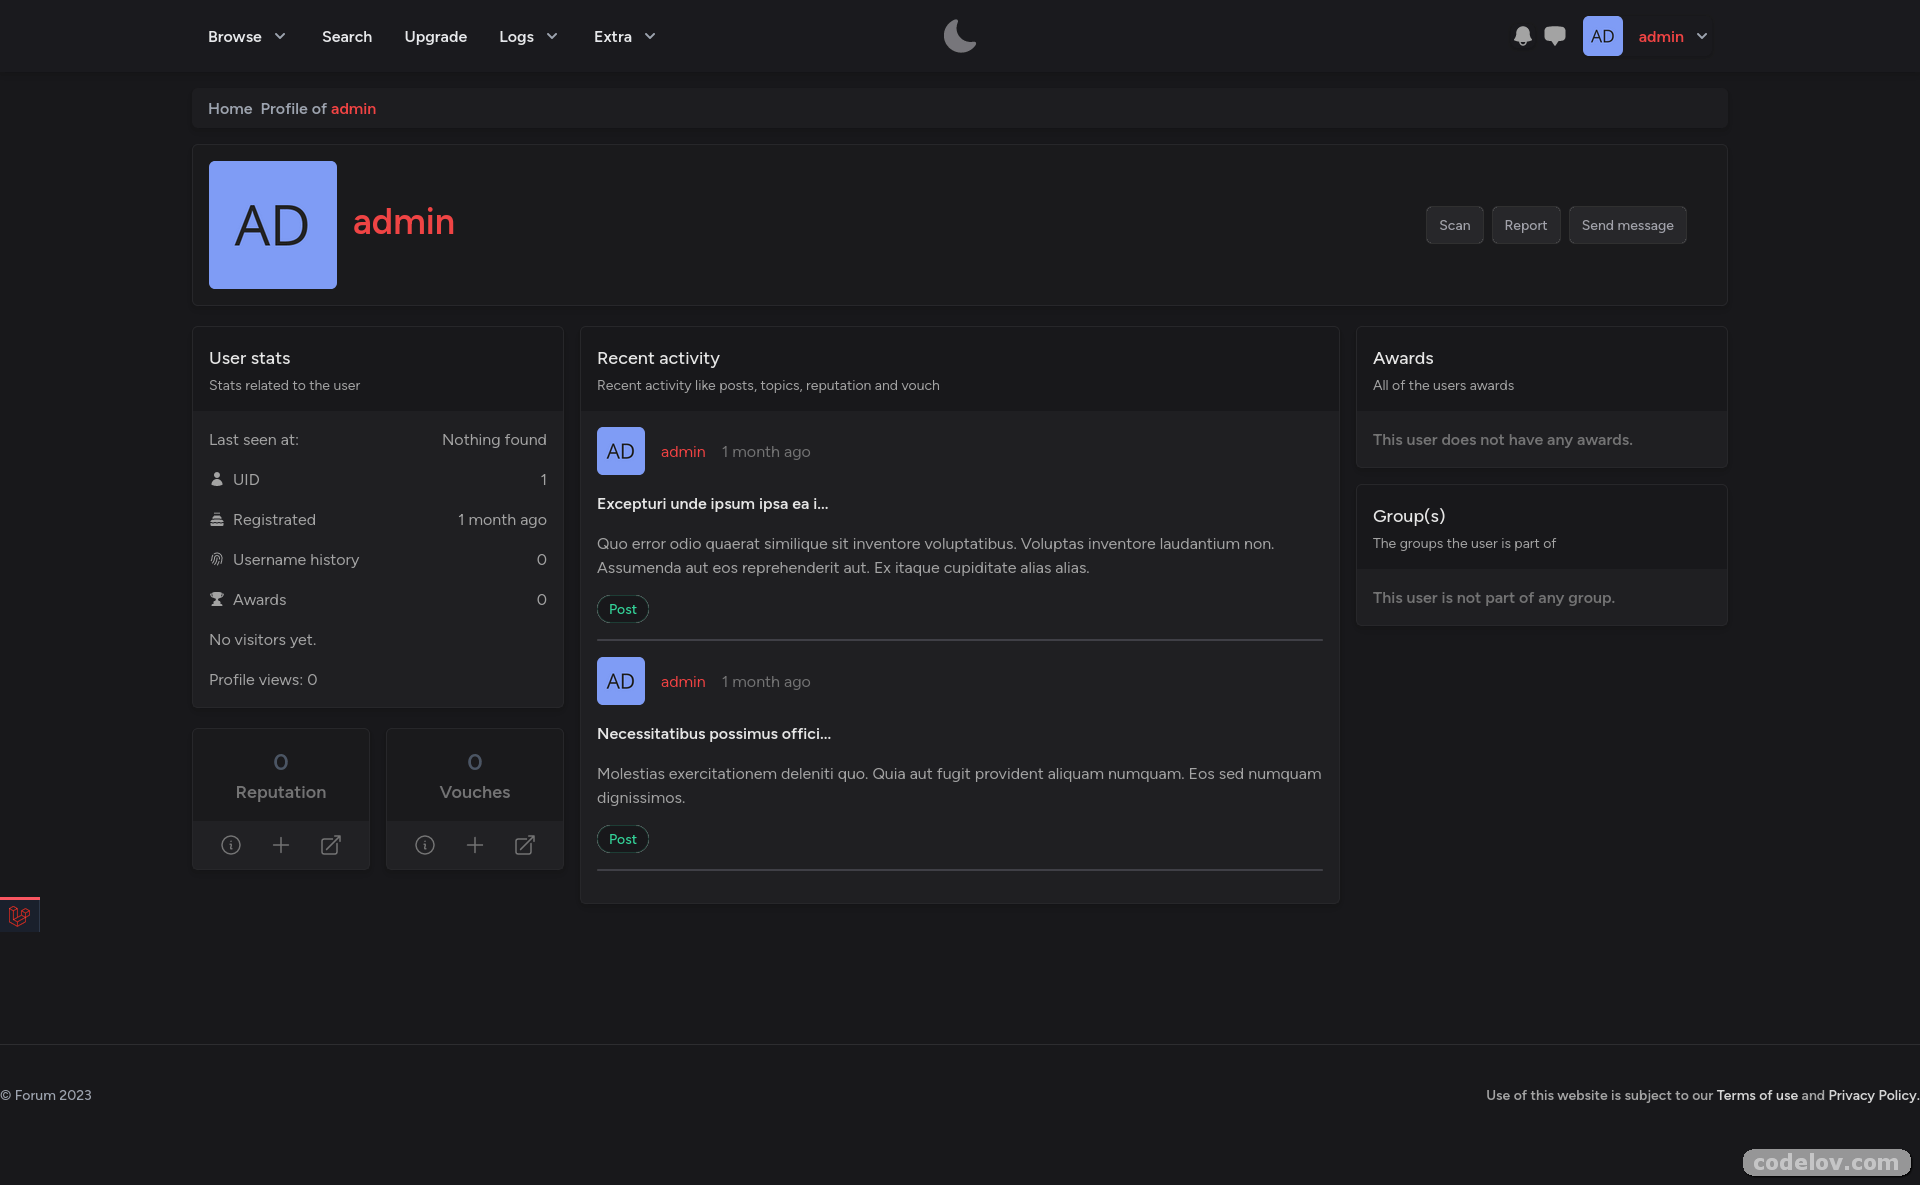 Browse Search Upgrade Logs Extra AD admin
Home Profile of admin
AD admin Scan Report Send message
User stats
Stats related to the user
Last seen at: Nothing found
UID 1
Registrated 1 month ago
Username history 0
Awards 0
No visitors yet.
Profile views: 0
0
Reputation
0
Vouches
Recent activity
Recent activity like posts, topics, reputation and vouch
AD admin 1 month ago
Excepturi unde ipsum ipsa ea i...
Quo error odio quaerat similique sit inventore voluptatibus. Voluptas inventore laudantium non.
Assumenda aut eos reprehenderit aut. Ex itaque cupiditate alias alias.
Post
AD admin 1 month ago
Necessitatibus possimus offici...
Molestias exercitationem deleniti quo. Quia aut fugit provident aliquam numquam. Eos sed numquam
dignissimos.
Post
Awards
All of the users awards
This user does not have any awards.
Group(s)
The groups the user is part of
This user is not part of any group.
© Forum 2023
Use of this website is subject to our Terms of use and Privacy Policy.
codelov.com